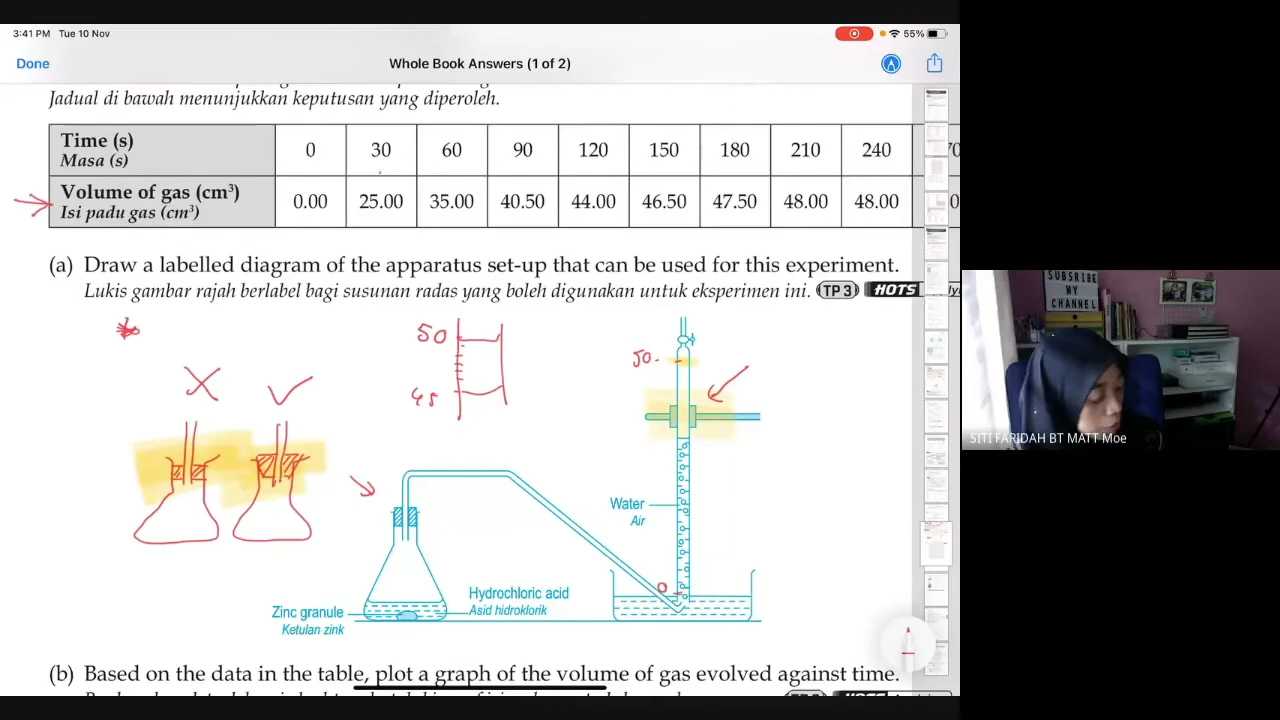 3:41 PM Tue 10 Nov
55%
Done
Whole Book Answers (1 of 2)
Jadual di bawah menunjukkan keputusan yang diperoleh.
Time (s) 0 30 60 90 120 150 180 210 240
Masa (s)
Volume of gas (cm³) 0.00 25.00 35.00 40.50 44.00 46.50 47.50 48.00 48.00
Isi padu gas (cm³)
(a) Draw a labelled diagram of the apparatus set-up that can be used for this experiment.
Lukis gambar rajah berlabel bagi susunan radas yang boleh digunakan untuk eksperimen ini. TP 3 HOTS
50
50
45
Water
Air
0
Hydrochloric acid
Asid hidroklorik
Zinc granule
Ketulan zink
(b) Based on the data in the table, plot a graph of the volume of gas evolved against time.
SUBSRIBE
MY
CHANNEL
SITI FARIDAH BT MATT Moe